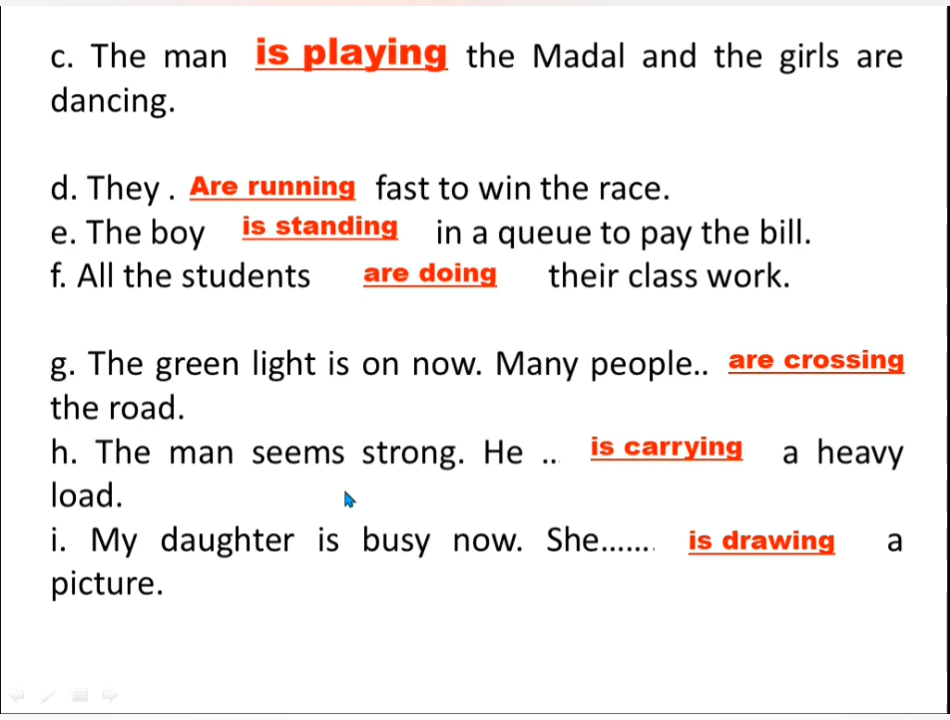 c. The man is playing the Madal and the girls are
dancing.
d. They . Are running fast to win the race.
e. The boy is standing in a queue to pay the bill.
f. All the students are doing their class work.
g. The green light is on now. Many people.. are crossing
the road.
h. The man seems strong. He .. is carrying a heavy
load.
i. My daughter is busy now. She....... is drawing a
picture.